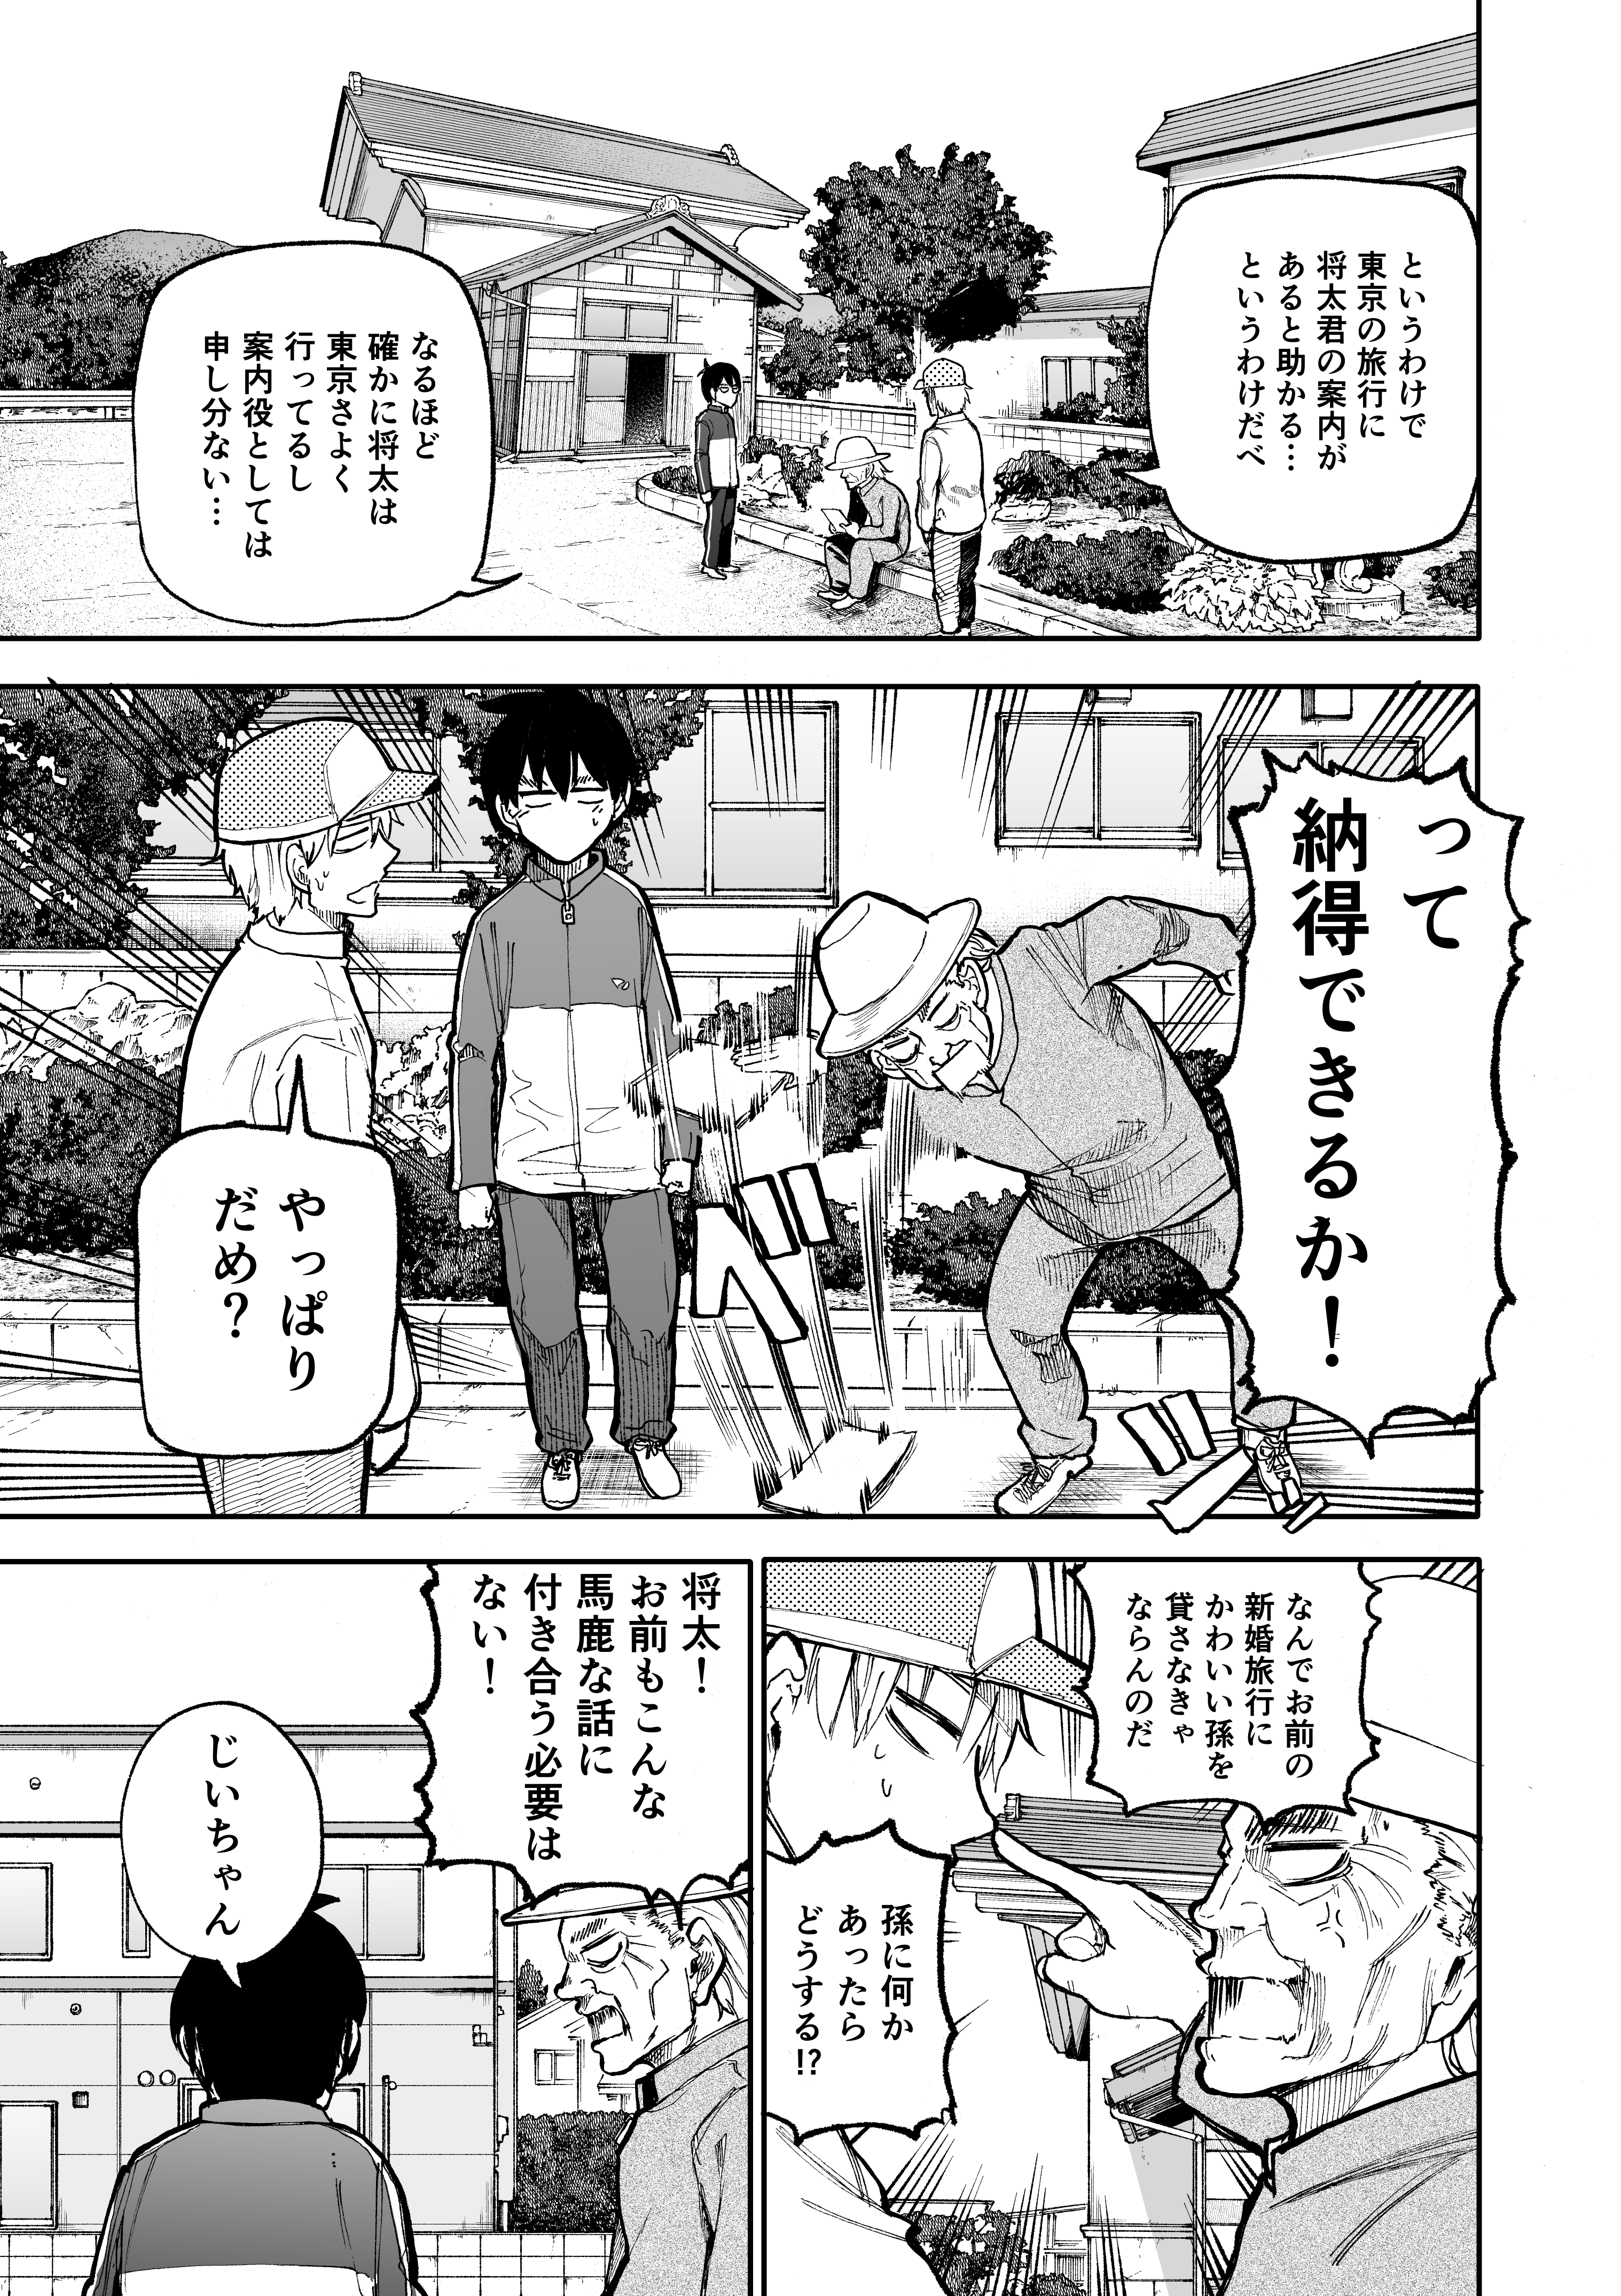 というわけで
東京の旅行に
将太君の案内が
あると助かる…
というわけだべ
なるほど
確かに将太は
東京さよく
行ってるし
案内役としては
申し分ない…
って
納得できるか！
やっぱり
だめ？
なんでお前の
新婚旅行に
かわいい孫を
貸さなきゃ
ならんのだ
孫に何か
あったら
どうする!?
将太！
お前もこんな
馬鹿な話に
付き合う必要は
ない！
じいちゃん